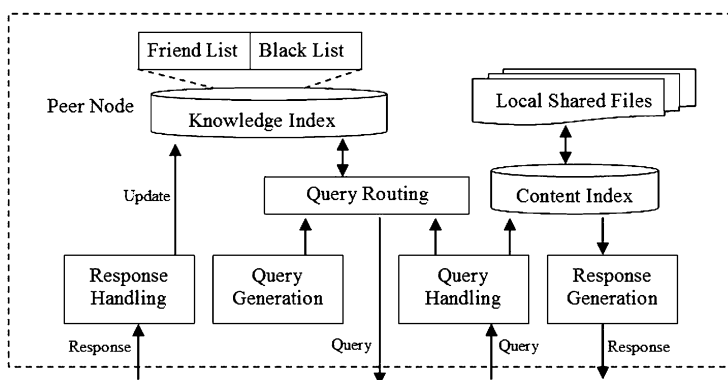 Friend List
Black List
Peer Node
Knowledge Index
Local Shared Files
Update
Query Routing
Content Index
Response
Handling
Query
Generation
Query
Handling
Response
Generation
Response
Query
Query
Response